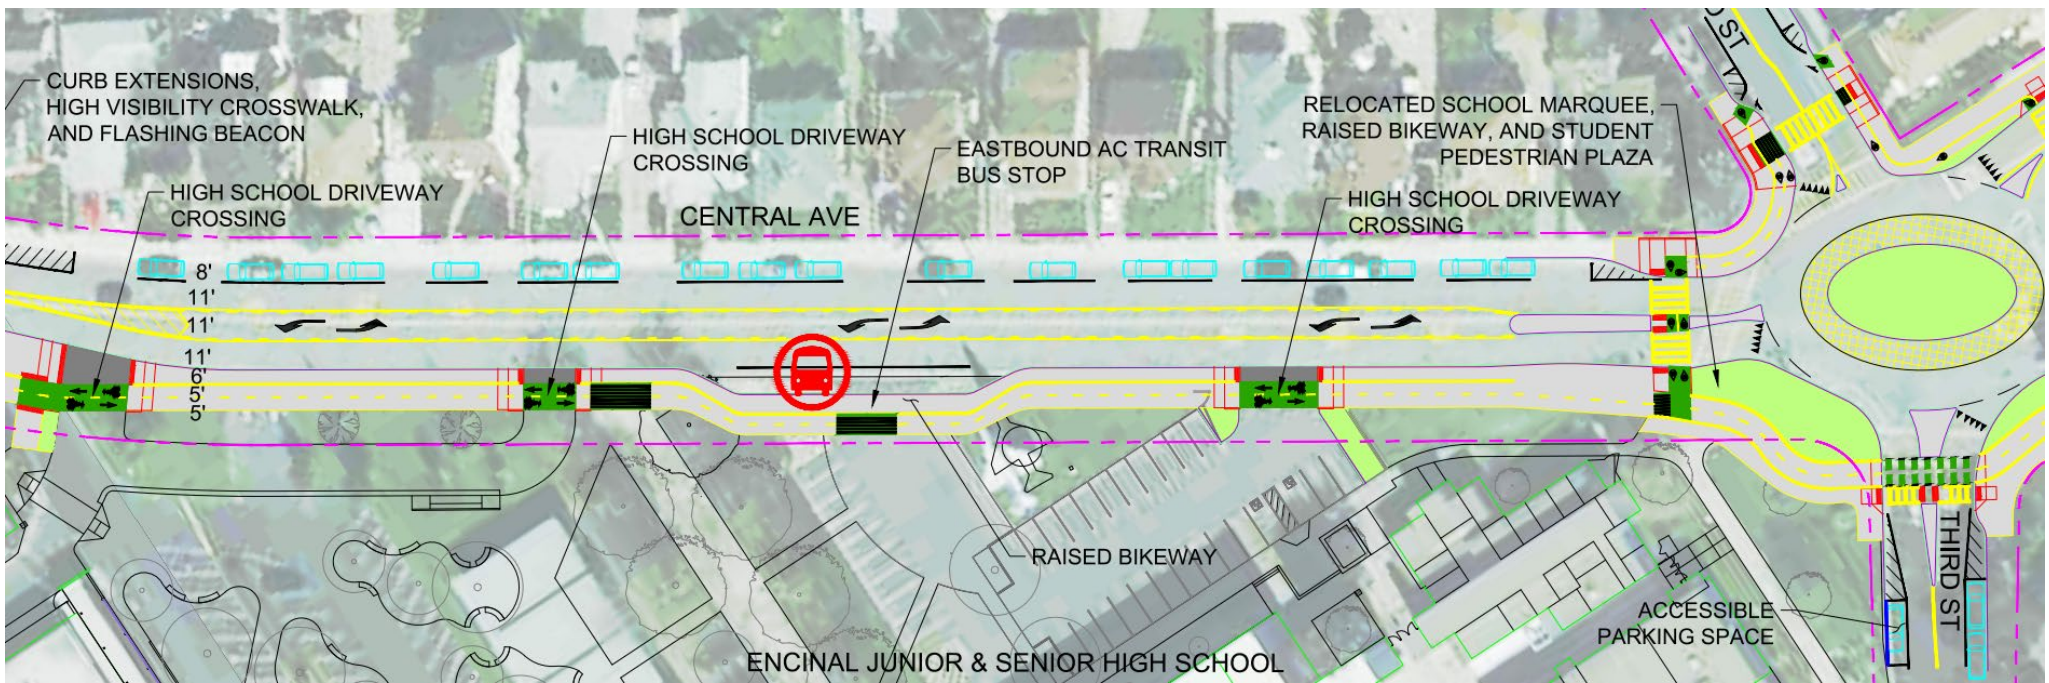 CURB EXTENSIONS,
HIGH VISIBILITY CROSSWALK,
AND FLASHING BEACON
HIGH SCHOOL DRIVEWAY
CROSSING
HIGH SCHOOL DRIVEWAY
CROSSING
CENTRAL AVE
EASTBOUND AC TRANSIT
BUS STOP
RELOCATED SCHOOL MARQUEE,
RAISED BIKEWAY, AND STUDENT
PEDESTRIAN PLAZA
HIGH SCHOOL DRIVEWAY
CROSSING
ST
8'
11'
11'
11'
6'
5'
5'
RAISED BIKEWAY
THIRD ST
ACCESSIBLE
PARKING SPACE
ENCINAL JUNIOR & SENIOR HIGH SCHOOL